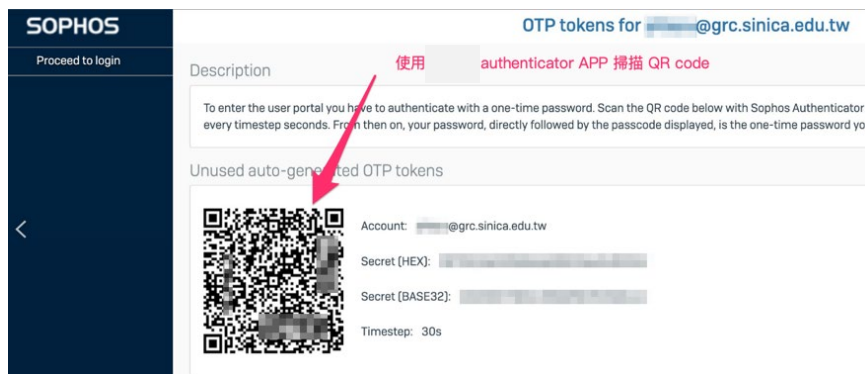 SOPHOS
OTP tokens for @grc.sinica.edu.tw
Proceed to login
使用 authenticator APP 掃描 QR code
Description
To enter the user portal you have to authenticate with a one-time password. Scan the QR code below with Sophos Authenticator
every timestep seconds. From then on, your password, directly followed by the passcode displayed, is the one-time password yo
Unused auto-generated OTP tokens
Account: @grc.sinica.edu.tw
Secret (HEX):
Secret (BASE32):
Timestep: 30s